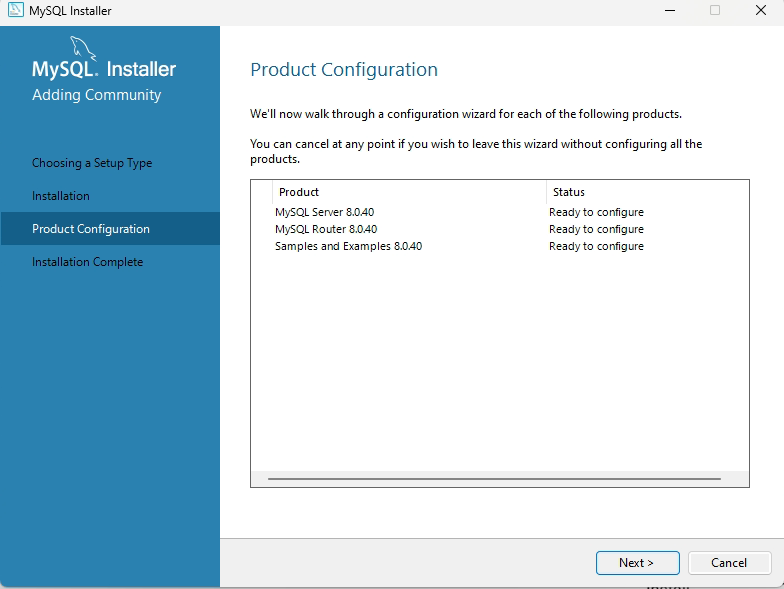 MySQL Installer
MySQL. Installer
Adding Community
Choosing a Setup Type
Installation
Product Configuration
Installation Complete
Product Configuration
We'll now walk through a configuration wizard for each of the following products.
You can cancel at any point if you wish to leave this wizard without configuring all the
products.
Product Status
MySQL Server 8.0.40 Ready to configure
MySQL Router 8.0.40 Ready to configure
Samples and Examples 8.0.40 Ready to configure
Next > Cancel